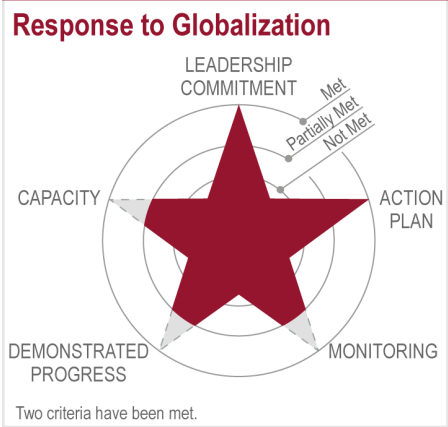 Response to Globalization
LEADERSHIP
COMMITMENT
Met
Partially Met
Not Met
CAPACITY
ACTION
PLAN
DEMONSTRATED
PROGRESS
MONITORING
Two criteria have been met.